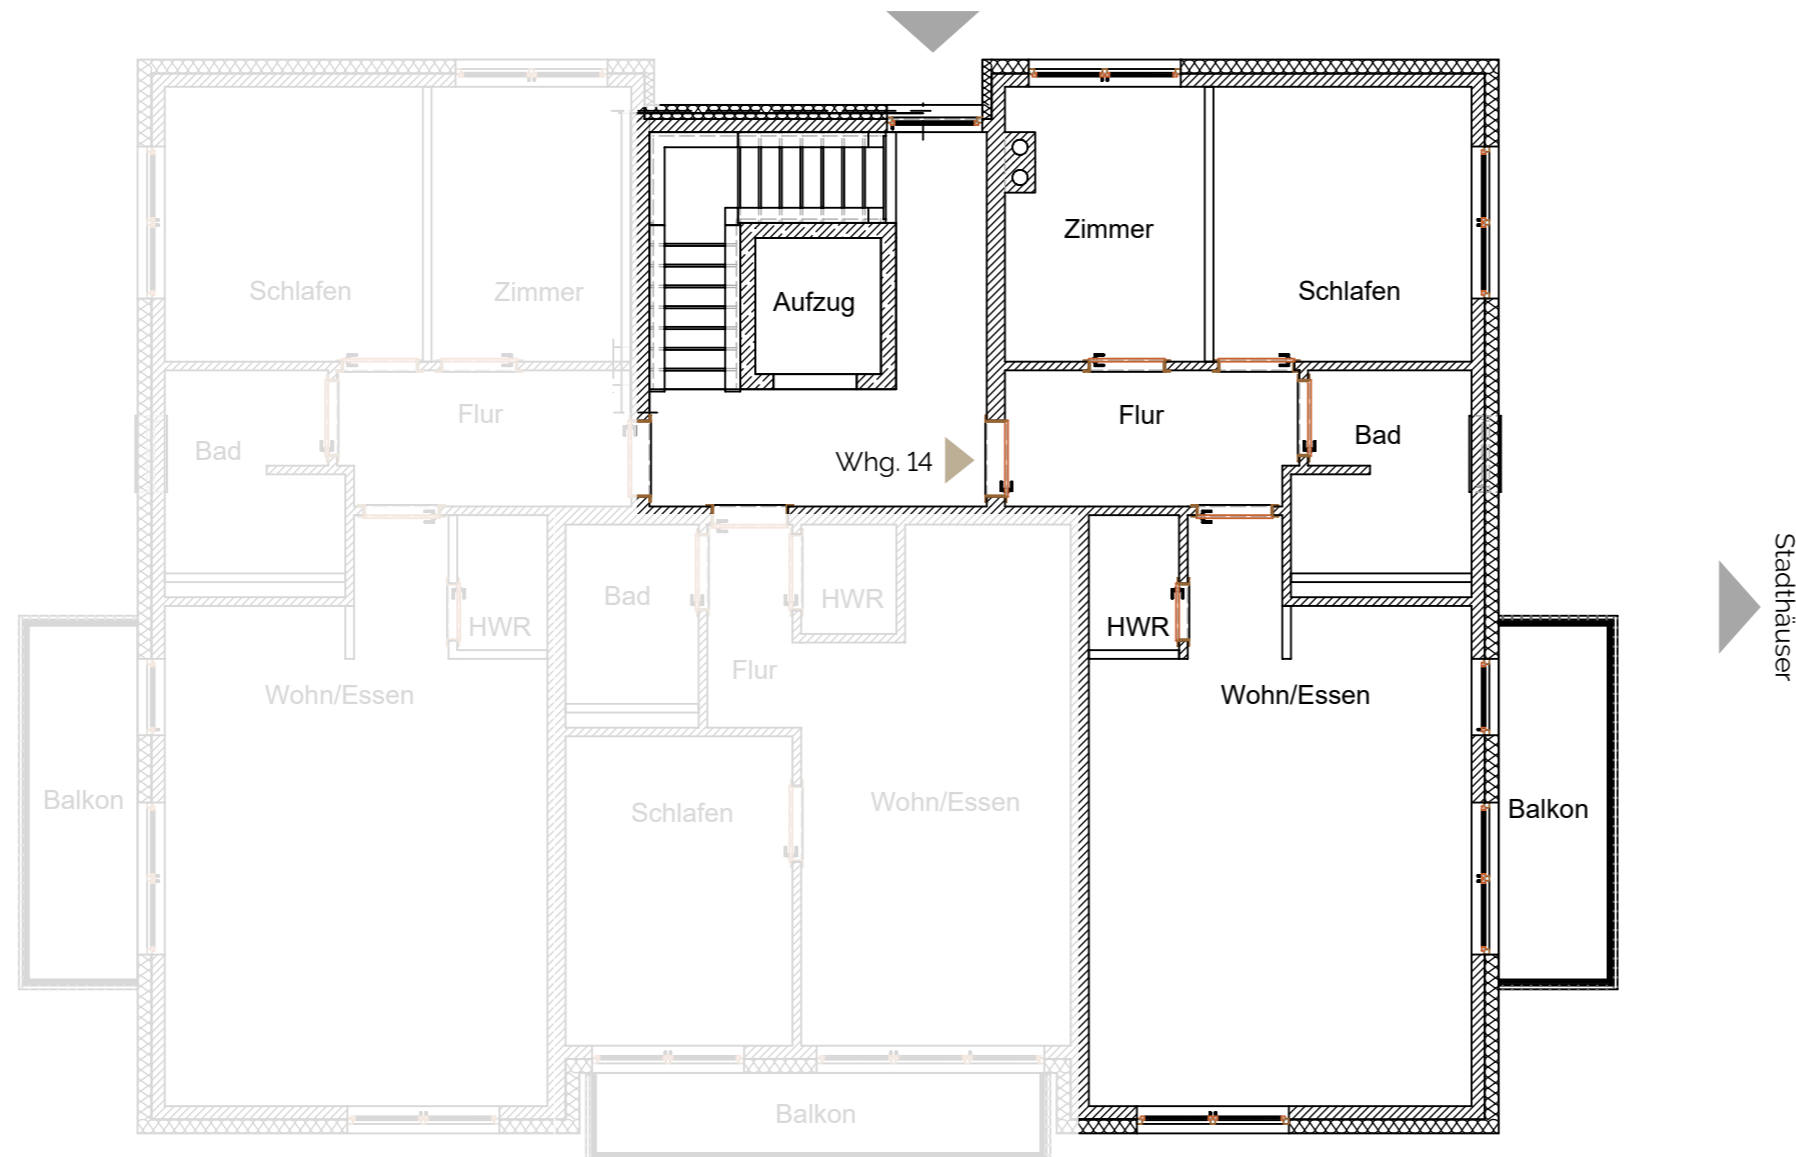 Zimmer
Schlafen
Schlafen
Zimmer
Aufzug
Flur
Flur
Bad
Bad
Whg. 14
Stadthäuser
Bad
HWR
HWR
HWR
Flur
Wohn/Essen
Wohn/Essen
Balkon
Schlafen
Wohn/Essen
Balkon
Balkon